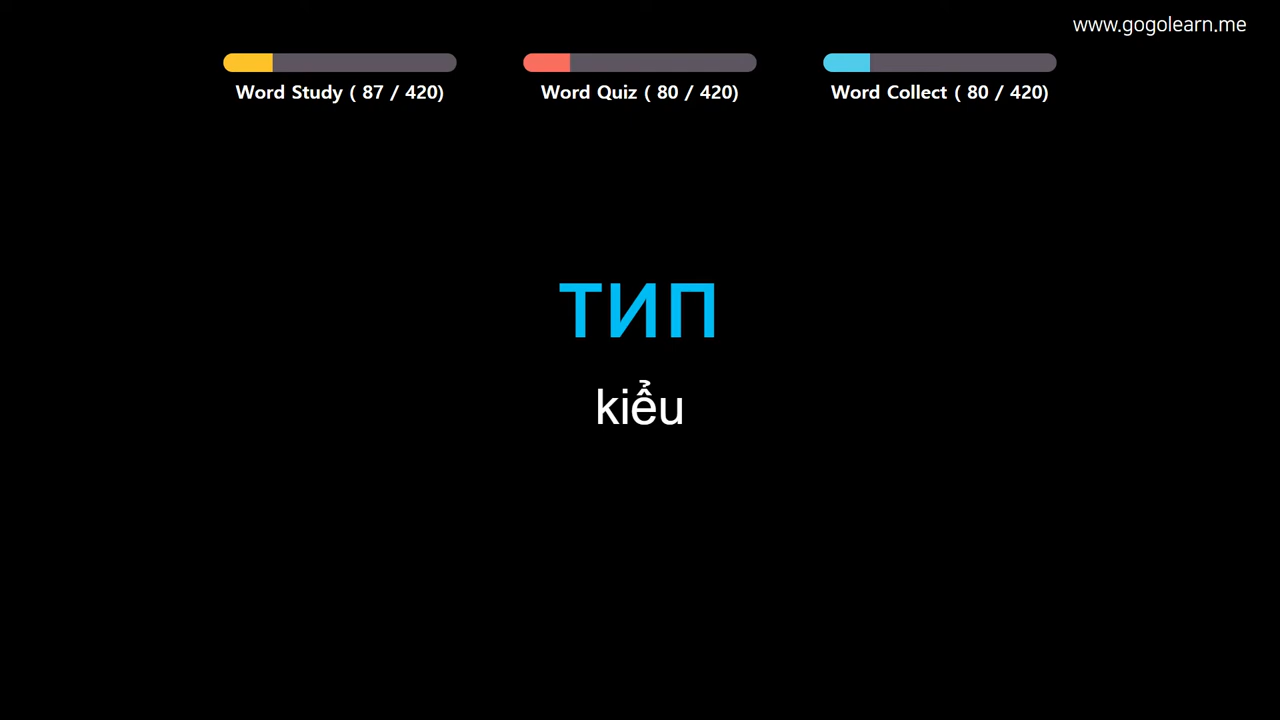 www.gogolearn.me
Word Study ( 87 / 420)
Word Quiz ( 80 / 420)
Word Collect ( 80 / 420)
тип
kiểu